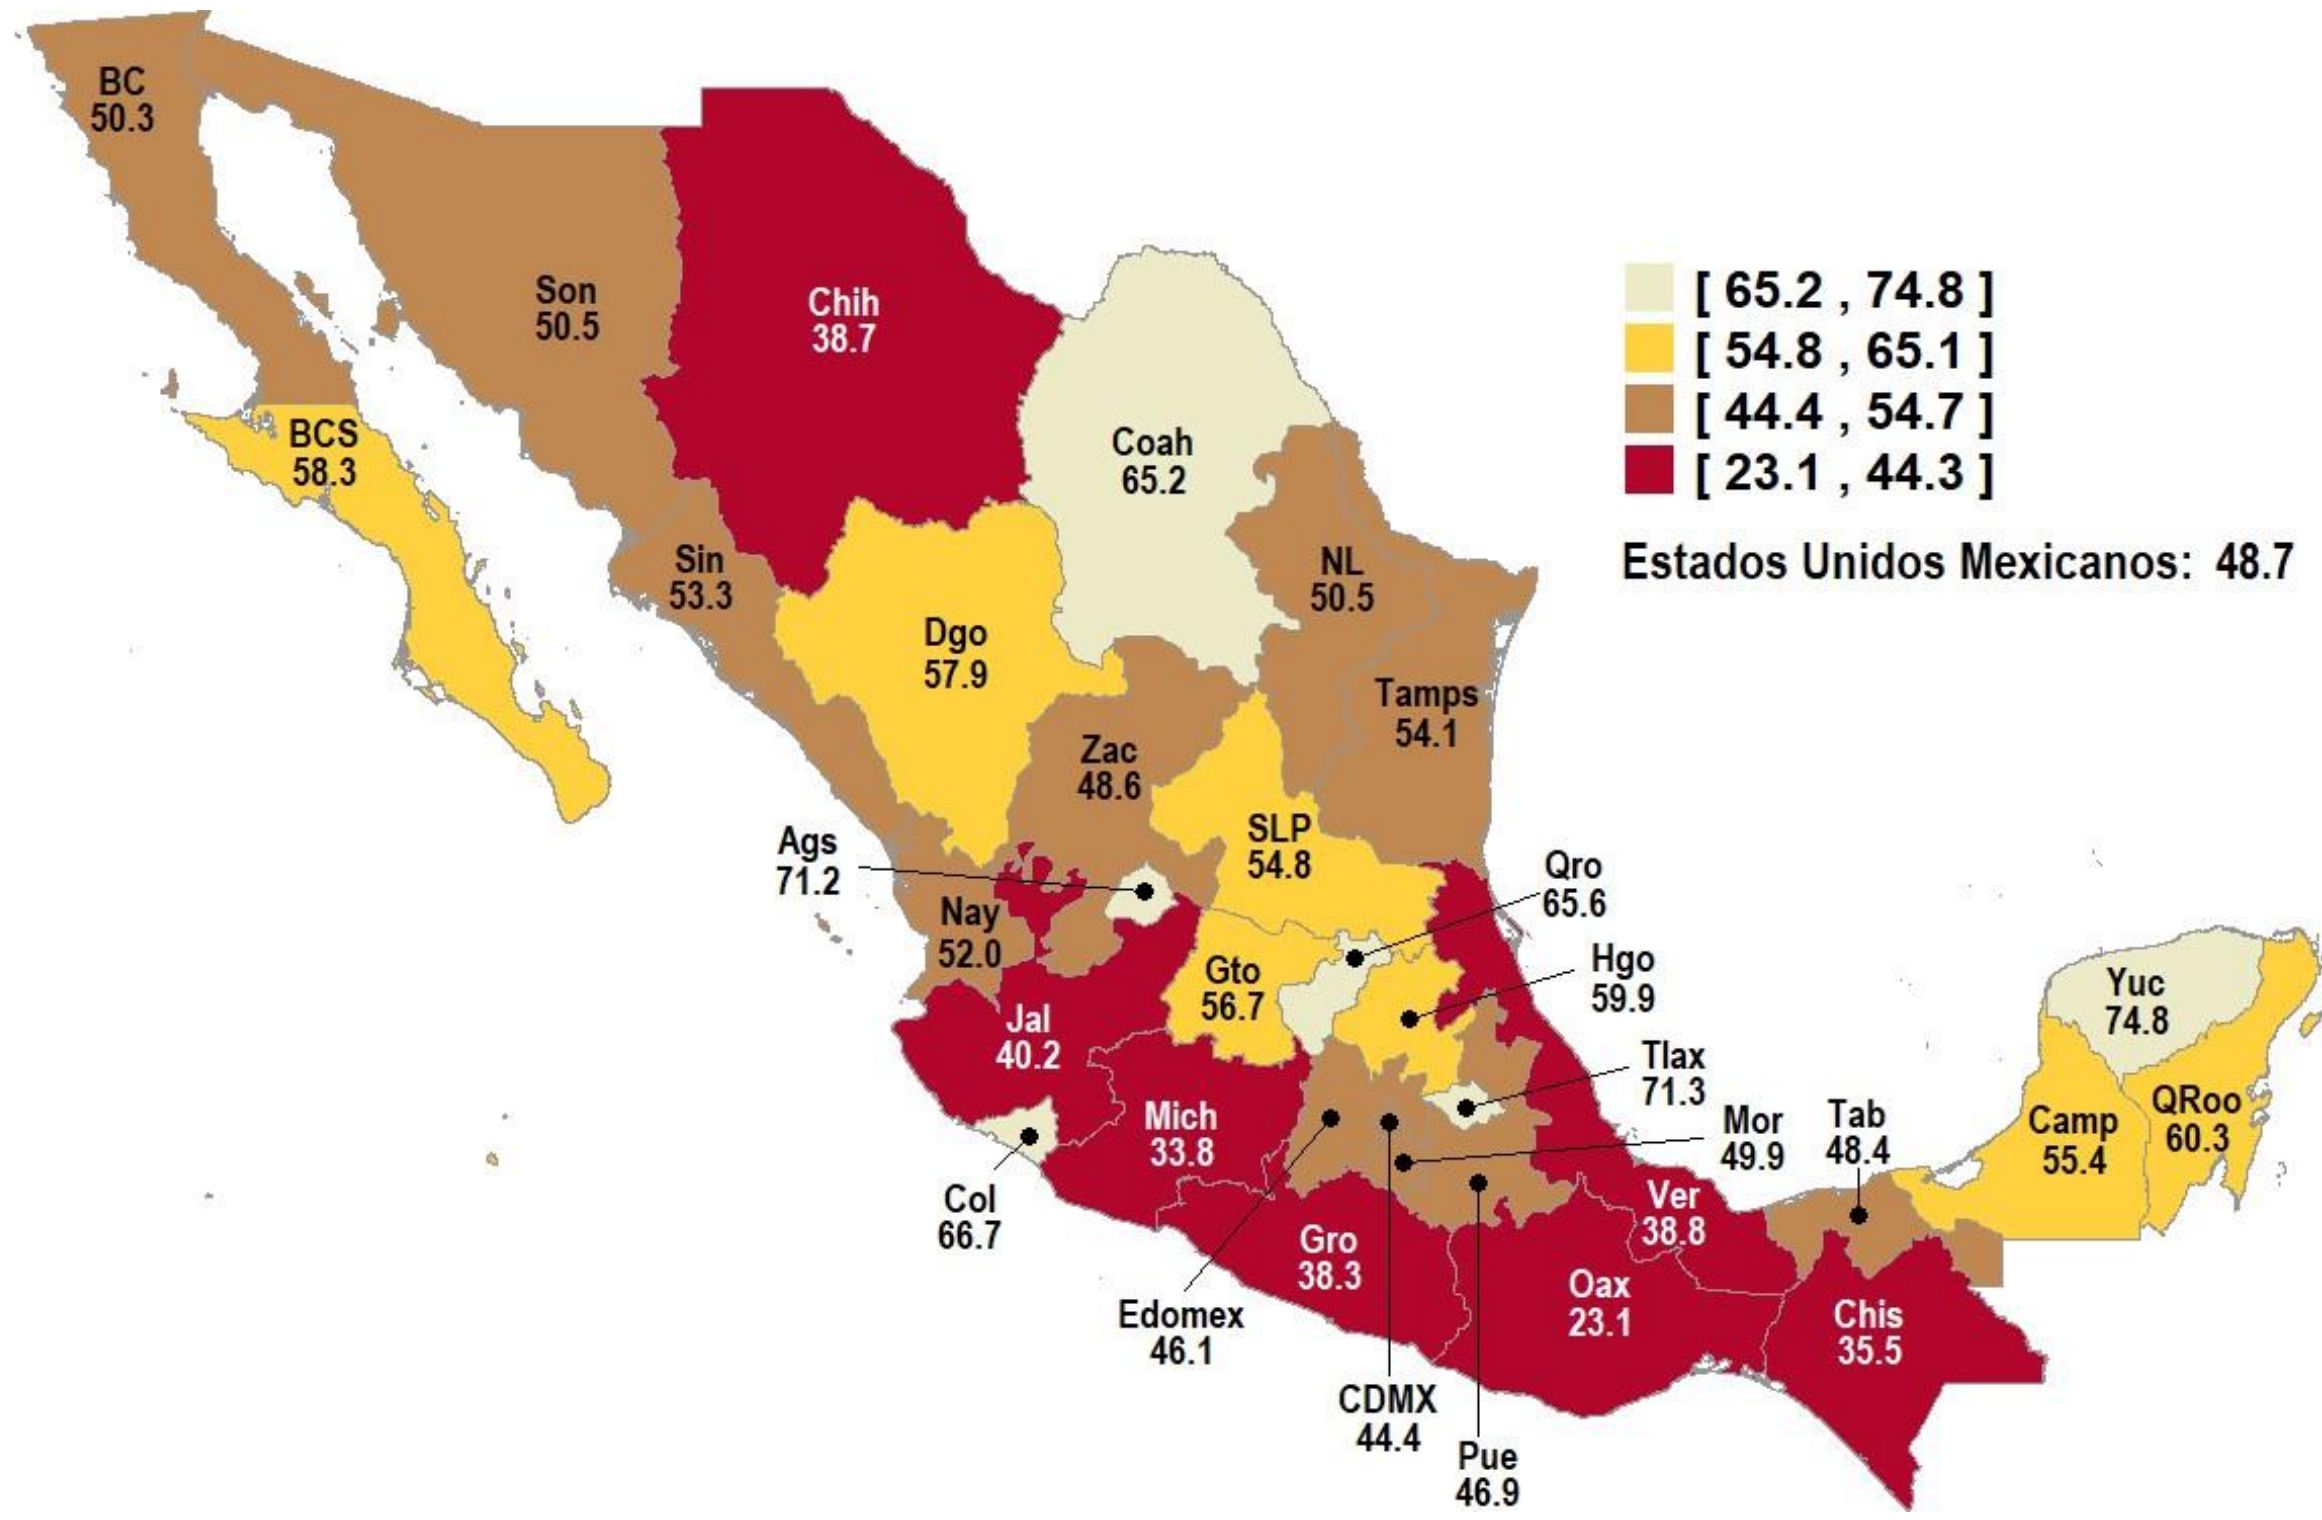 BC
50.3
Son
50.5
Chih
38.7
[ 65.2 , 74.8 ]
[ 54.8 , 65.1 ]
[ 44.4 , 54.7 ]
[ 23.1 , 44.3 ]
Estados Unidos Mexicanos: 48.7
BCS
58.3
Coah
65.2
Sin
53.3
NL
50.5
Dgo
57.9
Tamps
54.1
Zac
48.6
Ags
71.2
SLP
54.8
Qro
65.6
Nay
52.0
Gto
56.7
Hgo
59.9
Yuc
74.8
Jal
40.2
Tlax
71.3
Mich
33.8
Mor
49.9
Tab
48.4
Camp
55.4
QRoo
60.3
Col
66.7
Ver
38.8
Gro
38.3
Oax
23.1
Edomex
46.1
Chis
35.5
CDMX
44.4
Pue
46.9